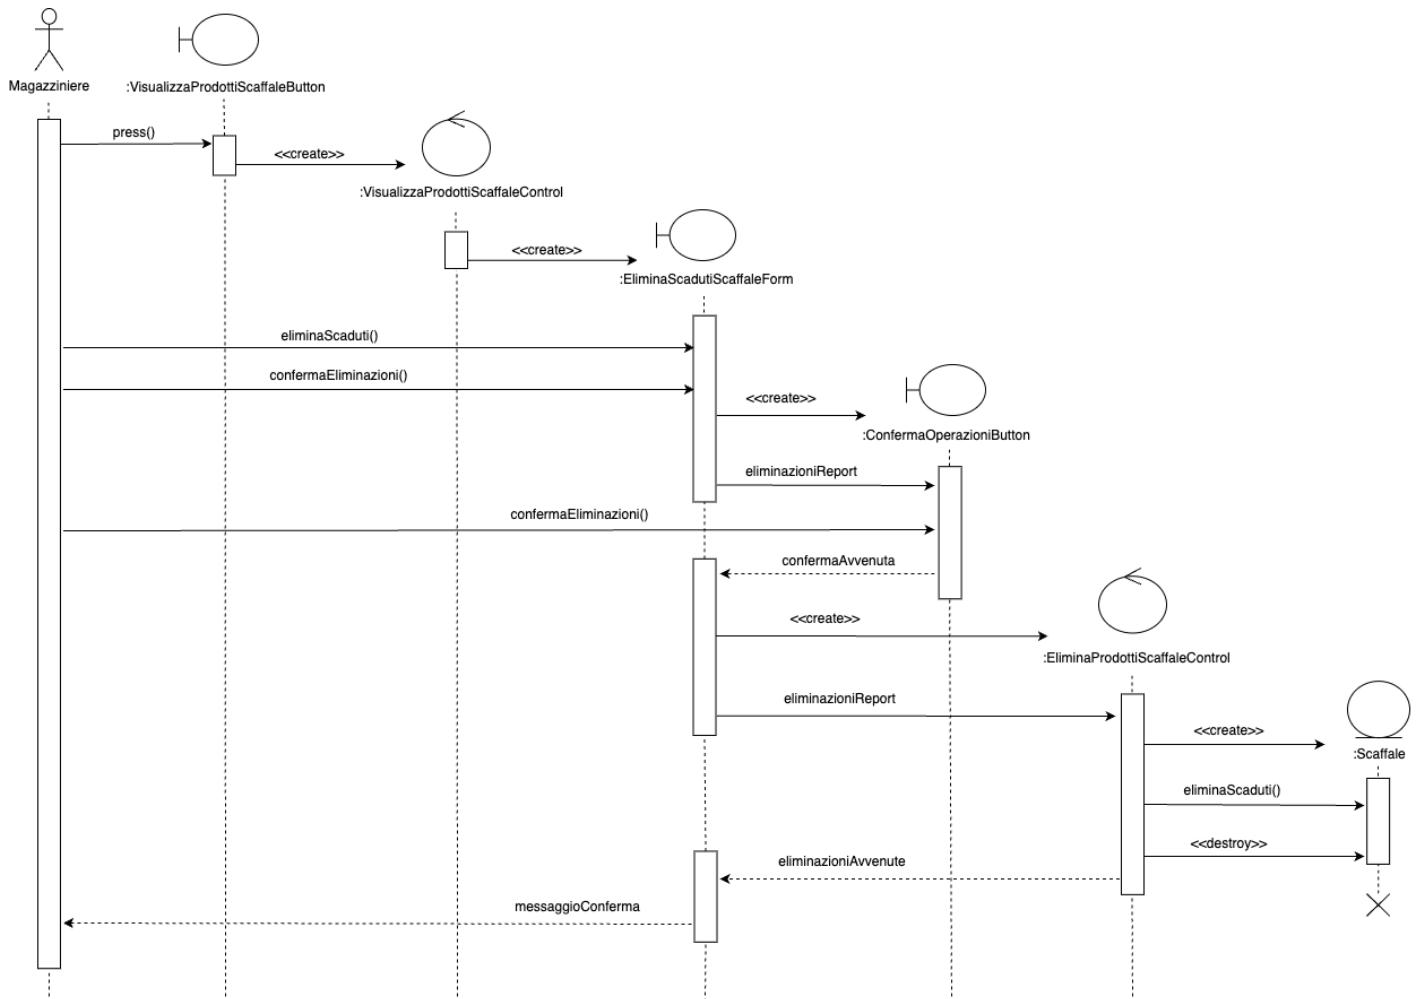 Magazziniere
:VisualizzaProdottiScaffaleButton
press()
<<create>>
:VisualizzaProdottiScaffaleControl
<<create>>
:EliminaScadutiScaffaleForm
eliminaScaduti()
confermaEliminazioni()
<<create>>
:ConfermaOperazioniButton
eliminazioniReport
confermaEliminazioni()
confermaAvvenuta
<<create>>
:EliminaProdottiScaffaleControl
eliminazioniReport
<<create>>
:Scaffale
eliminaScaduti()
<<destroy>>
eliminazioniAvvenute
messaggioConferma